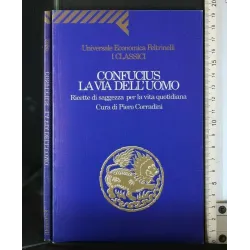 Universale Economica Feltrinelli
I CLASSICI
CONFUCIUS
LA VIA DELL'UOMO
Ricette di saggezza per la vita quotidiana
Cura di Piero Corradini